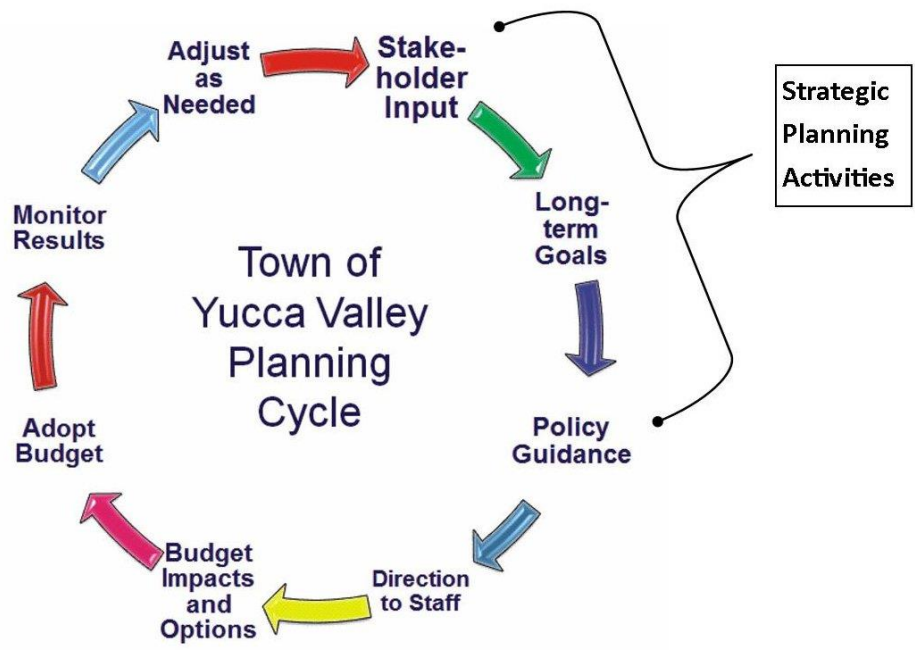 Stake-
holder
Input
Long-
term
Goals
Policy
Guidance
Direction
to Staff
Budget
Impacts
and
Options
Adopt
Budget
Monitor
Results
Adjust
as
Needed
Town of
Yucca Valley
Planning
Cycle
Strategic
Planning
Activities